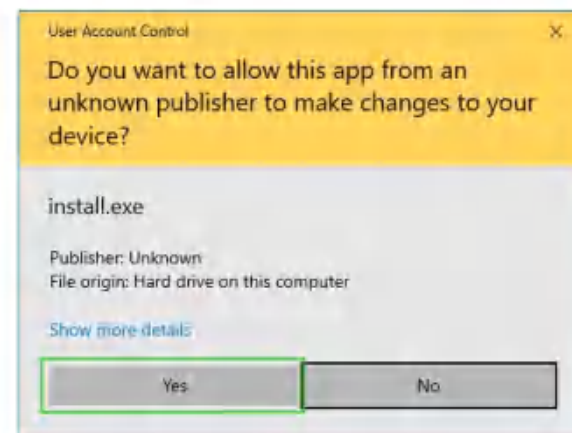 User Account Control
Do you want to allow this app from an
unknown publisher to make changes to your
device?
install.exe
Publisher: Unknown
File origin: Hard drive on this computer
Show more details
Yes
No